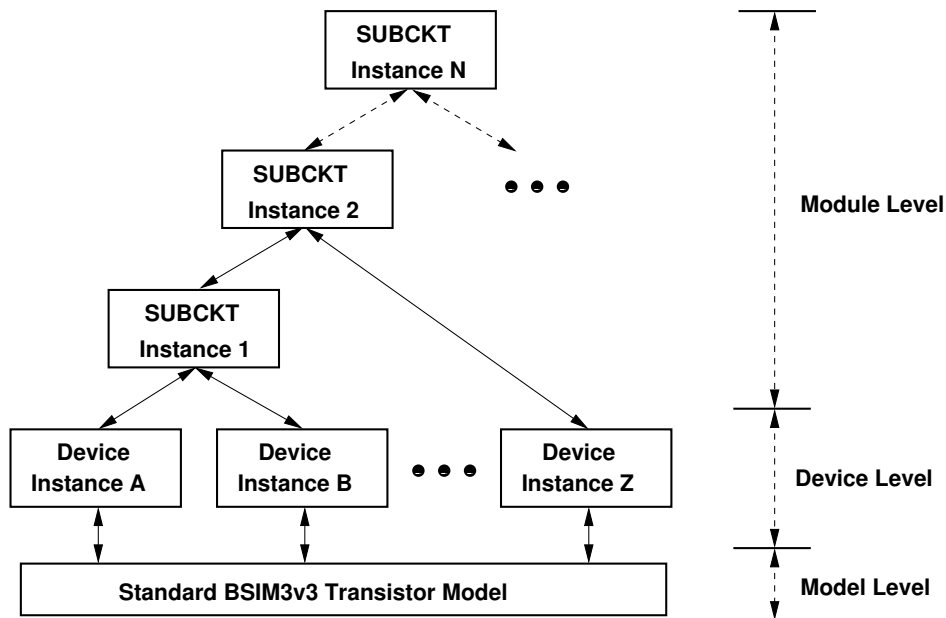 SUBCKT
Instance N
SUBCKT
Instance 2
Module Level
SUBCKT
Instance 1
Device
Instance A
Device
Instance B
Device
Instance Z
Device Level
Standard BSIM3v3 Transistor Model
Model Level